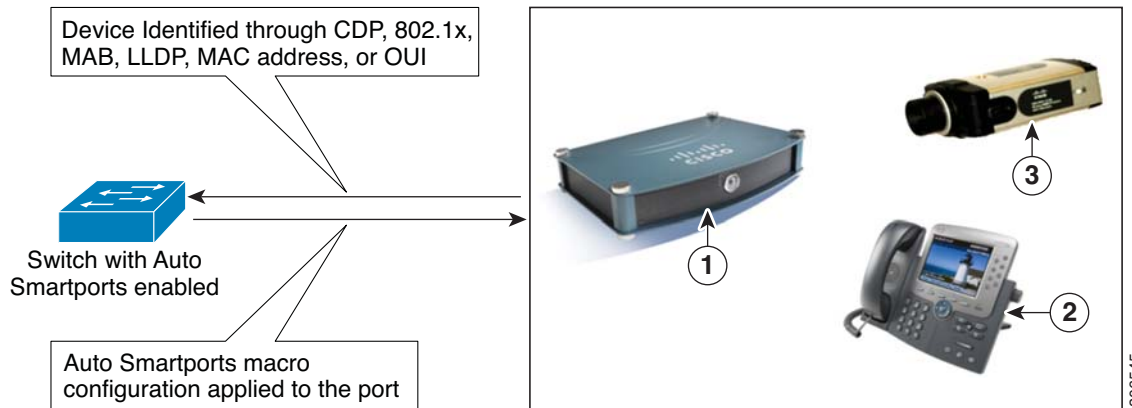 Device Identified through CDP, 802.1x,
MAB, LLDP, MAC address, or OUI
Switch with Auto
Smartports enabled
Auto Smartports macro
configuration applied to the port
CISCO
1
3
2